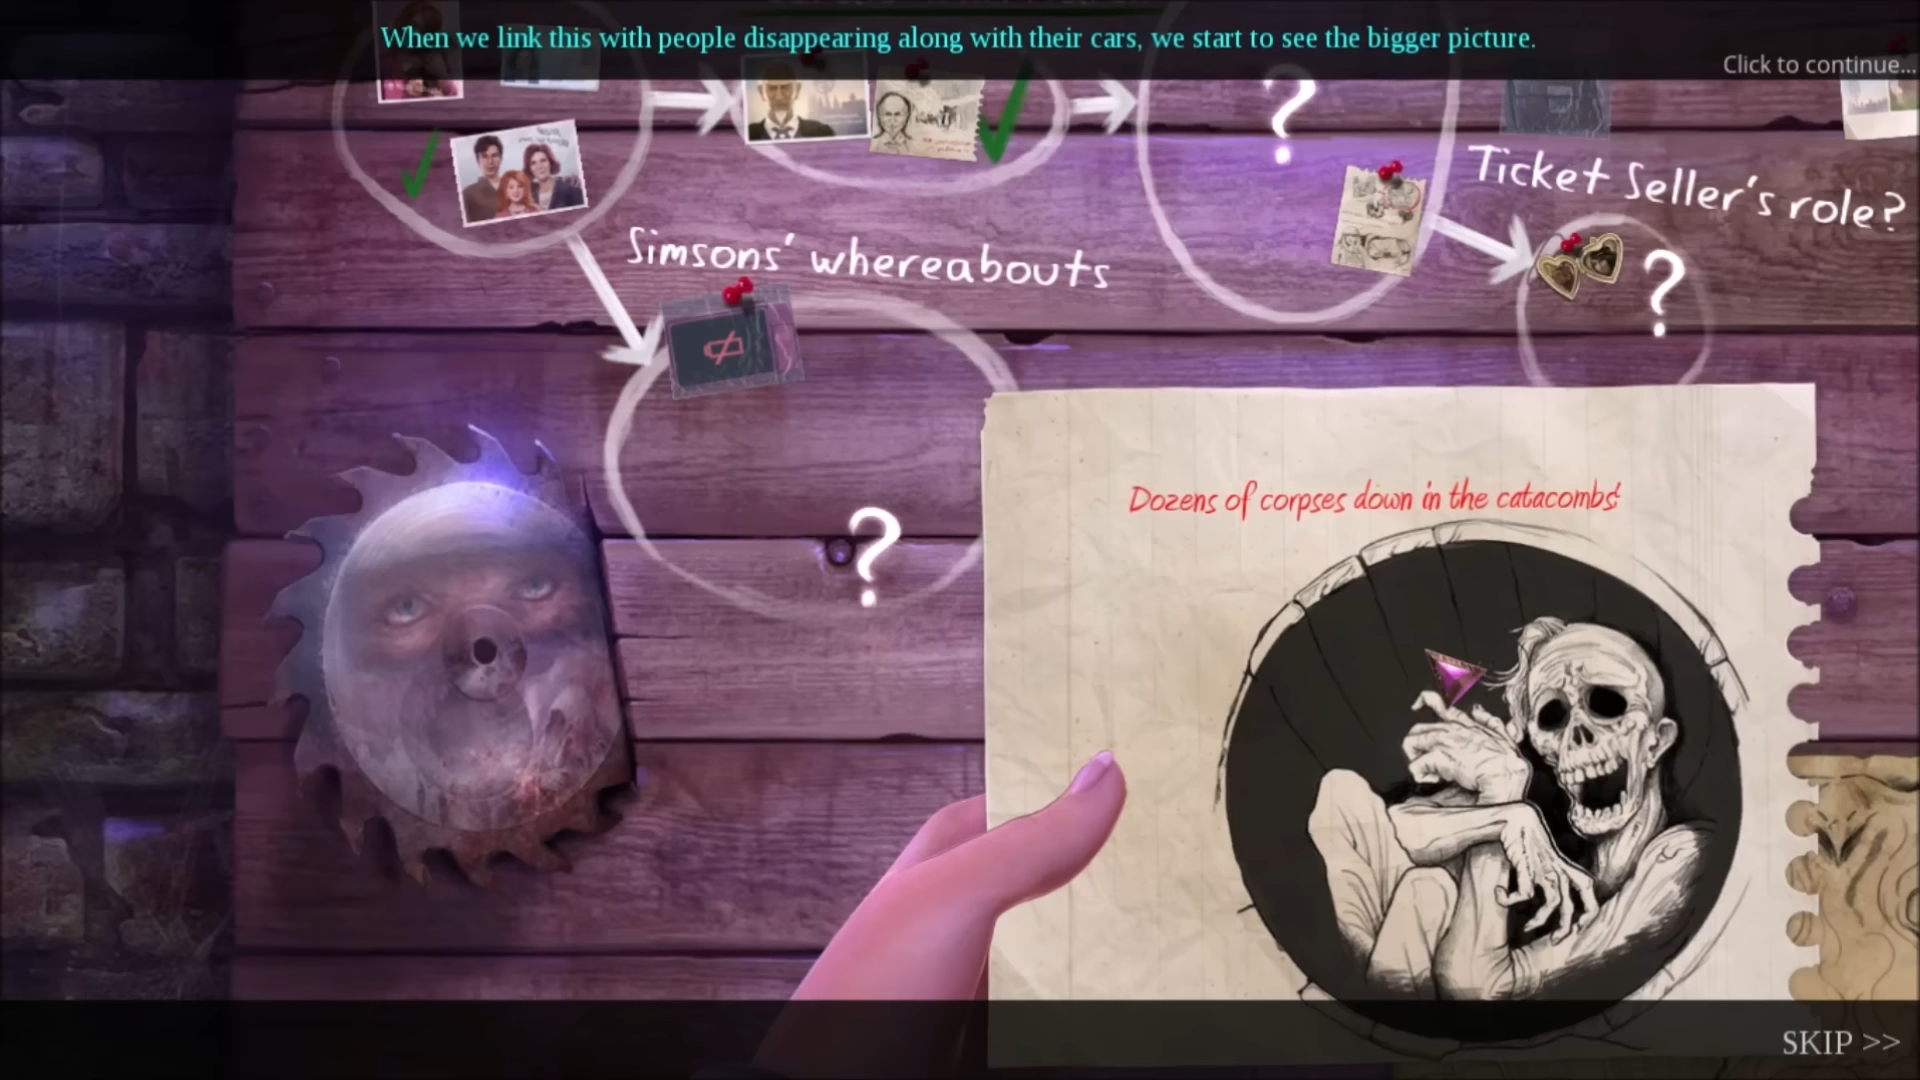 When we link this with people disappearing along with their cars, we start to see the bigger picture.
Click to continue...
?
Ticket Seller's role?
?
Simsons' whereabouts
?
Dozens of corpses down in the catacombs!
SKIP >>